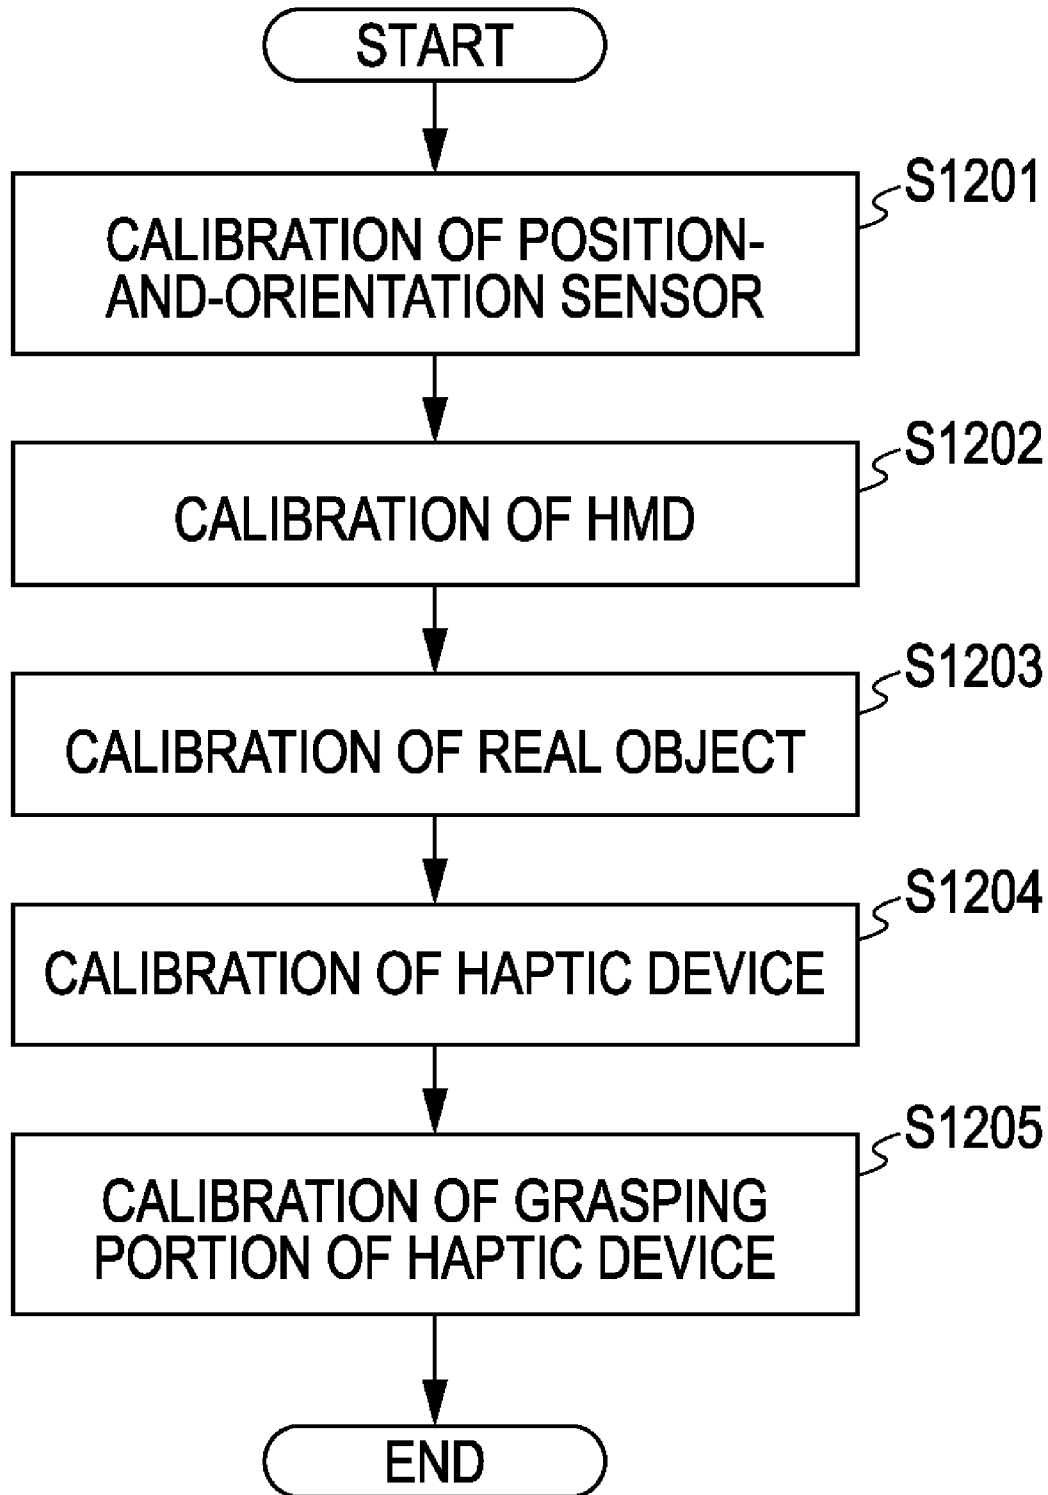 START
S1201
CALIBRATION OF POSITION-
AND-ORIENTATION SENSOR
S1202
CALIBRATION OF HMD
S1203
CALIBRATION OF REAL OBJECT
S1204
CALIBRATION OF HAPTIC DEVICE
S1205
CALIBRATION OF GRASPING
PORTION OF HAPTIC DEVICE
END